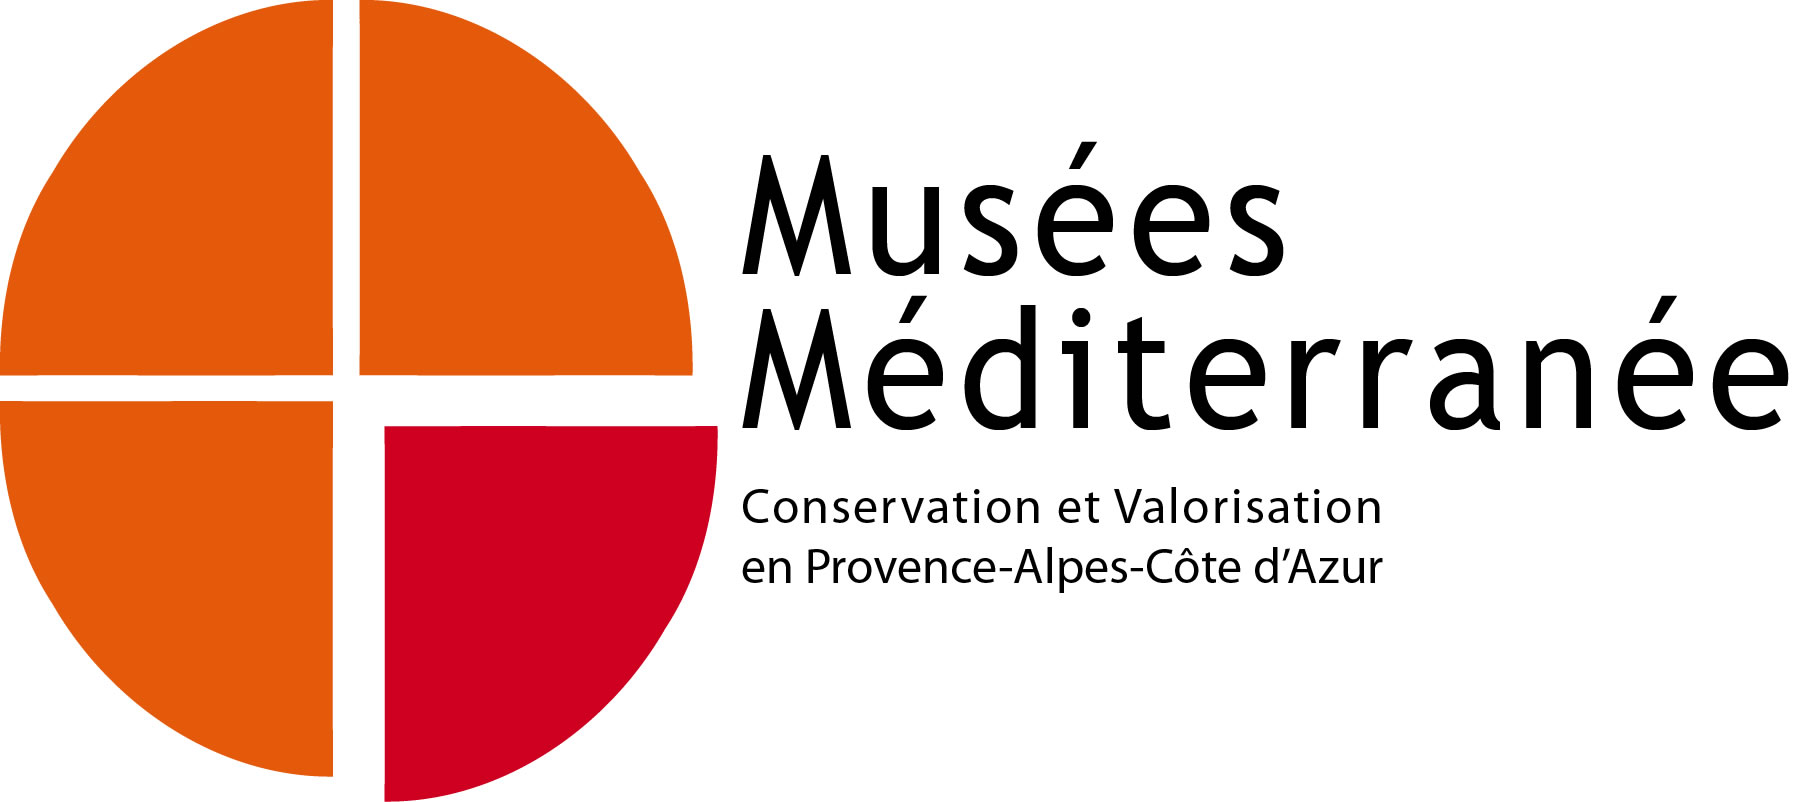 Musées
Méditerranée
Conservation et Valorisation
en Provence-Alpes-Côte d’Azur